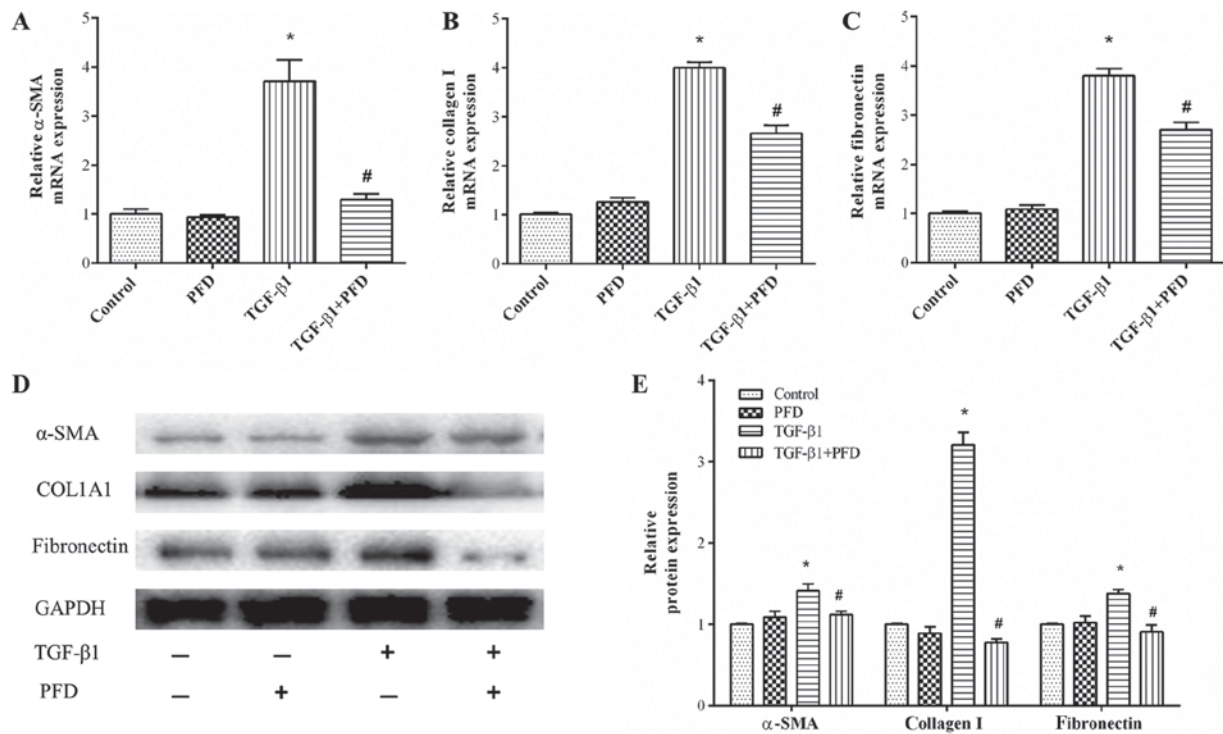 A
Relative α-SMA
mRNA expression
5
4
3
2
1
0
*
#
Control
PFD
TGF-β1
TGF-β1+PFD
B
Relative collagen I
mRNA expression
5
4
3
2
1
0
*
#
Control
PFD
TGF-β1
TGF-β1+PFD
C
Relative fibronectin
mRNA expression
5
4
3
2
1
0
*
#
Control
PFD
TGF-β1
TGF-β1+PFD
D
α-SMA
COL1A1
Fibronectin
GAPDH
TGF-β1 – – + +
PFD – + – +
E
Relative
protein expression
4
3
2
1
0
Control
PFD
TGF-β1
TGF-β1+PFD
* #
* #
* #
α-SMA Collagen I Fibronectin